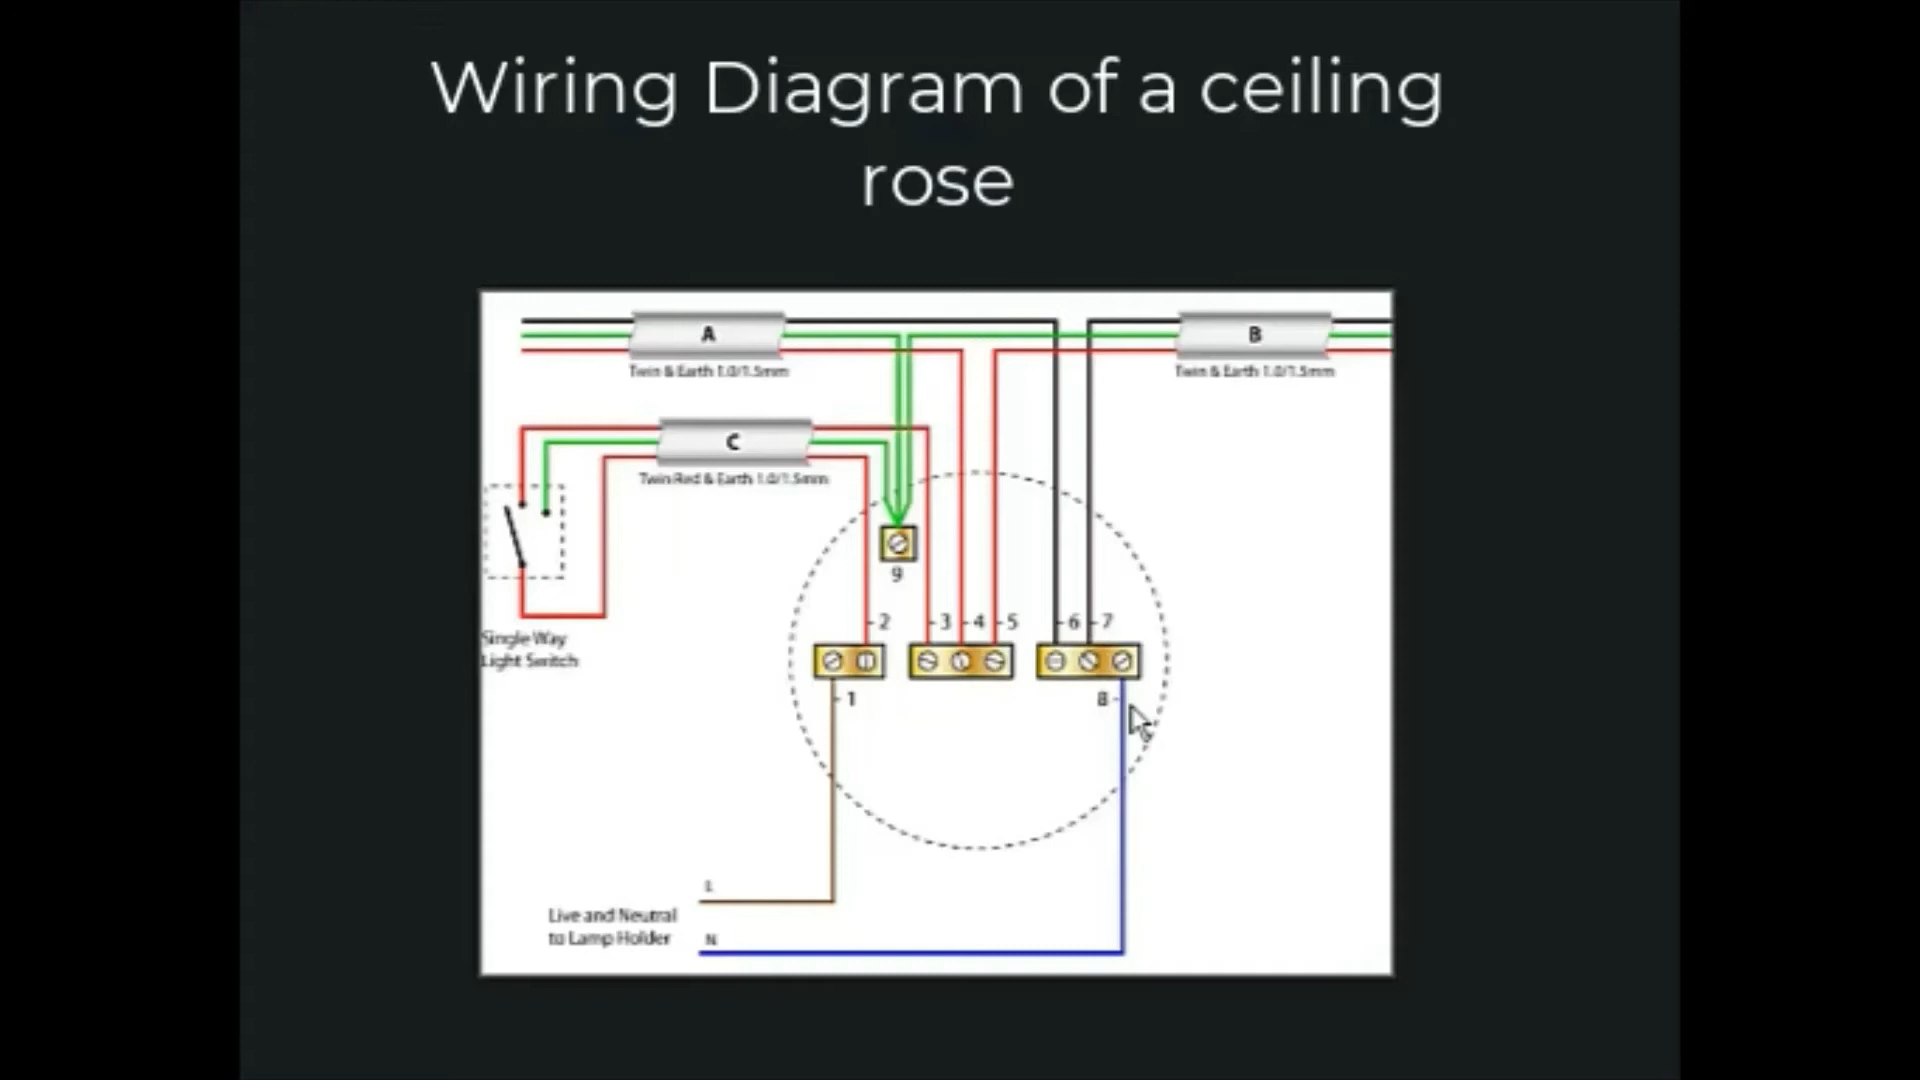 Wiring Diagram of a ceiling
rose
A
B
Twin & Earth 1.0/1.5mm
Twin & Earth 1.0/1.5mm
C
Twin Red & Earth 1.0/1.5mm
9
2
3
4
5
6
7
Single Way
Light Switch
1
8
L
Live and Neutral
to Lamp Holder
N